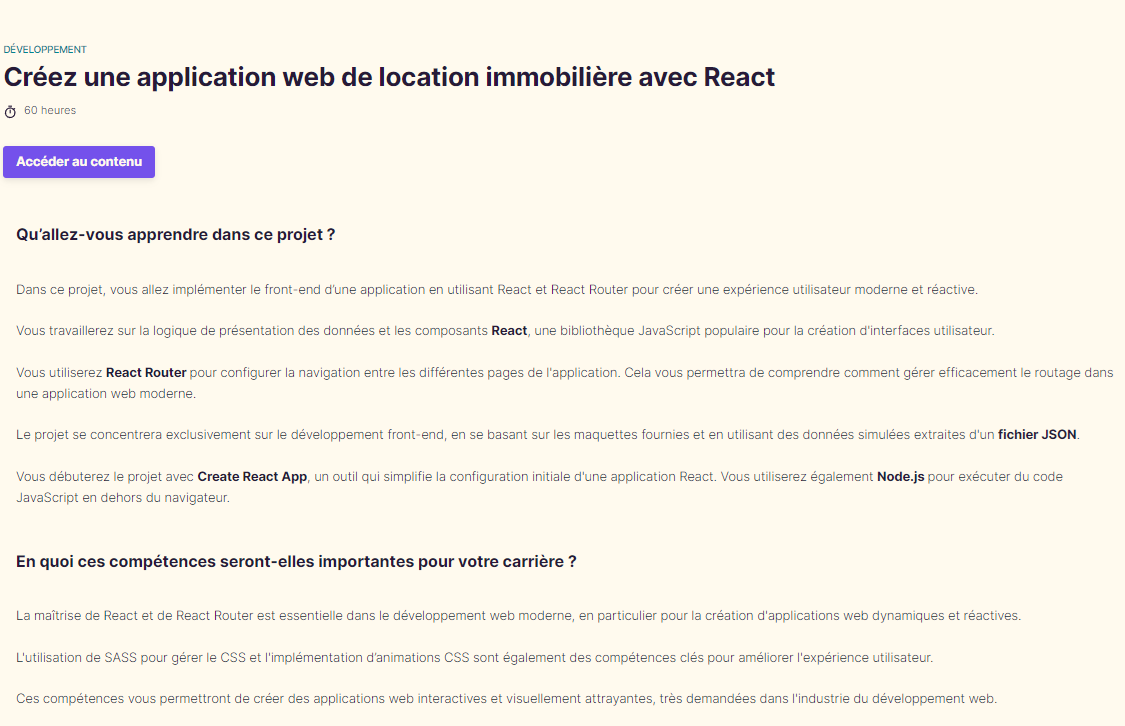 DÉVELOPPEMENT
Créez une application web de location immobilière avec React
60 heures
Accéder au contenu
Qu’allez-vous apprendre dans ce projet ?
Dans ce projet, vous allez implémenter le front-end d’une application en utilisant React et React Router pour créer une expérience utilisateur moderne et réactive.
Vous travaillerez sur la logique de présentation des données et les composants React, une bibliothèque JavaScript populaire pour la création d'interfaces utilisateur.
Vous utiliserez React Router pour configurer la navigation entre les différentes pages de l'application. Cela vous permettra de comprendre comment gérer efficacement le routage dans
une application web moderne.
Le projet se concentrera exclusivement sur le développement front-end, en se basant sur les maquettes fournies et en utilisant des données simulées extraites d'un fichier JSON.
Vous débuterez le projet avec Create React App, un outil qui simplifie la configuration initiale d'une application React. Vous utiliserez également Node.js pour exécuter du code
JavaScript en dehors du navigateur.
En quoi ces compétences seront-elles importantes pour votre carrière ?
La maîtrise de React et de React Router est essentielle dans le développement web moderne, en particulier pour la création d'applications web dynamiques et réactives.
L'utilisation de SASS pour gérer le CSS et l'implémentation d’animations CSS sont également des compétences clés pour améliorer l'expérience utilisateur.
Ces compétences vous permettront de créer des applications web interactives et visuellement attrayantes, très demandées dans l'industrie du développement web.